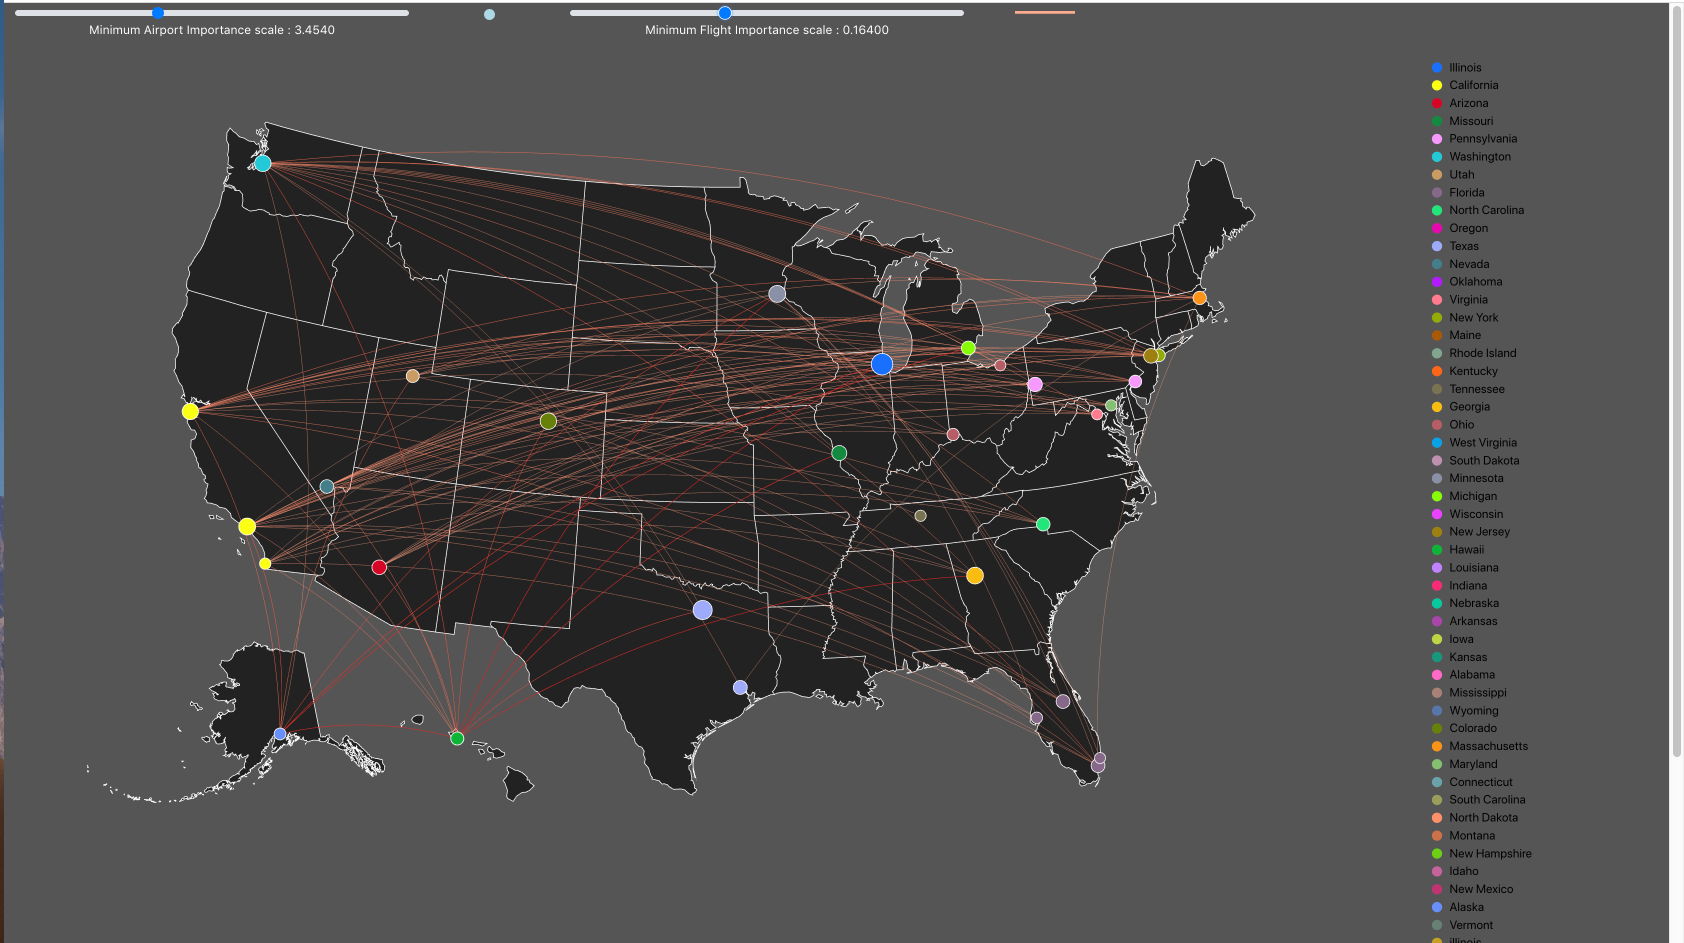 Minimum Airport Importance scale : 3.4540
Minimum Flight Importance scale : 0.16400
Illinois
California
Arizona
Missouri
Pennsylvania
Washington
Utah
Florida
North Carolina
Oregon
Texas
Nevada
Oklahoma
Virginia
New York
Maine
Rhode Island
Kentucky
Tennessee
Georgia
Ohio
West Virginia
South Dakota
Minnesota
Michigan
Wisconsin
New Jersey
Hawaii
Louisiana
Indiana
Nebraska
Arkansas
Iowa
Kansas
Alabama
Mississippi
Wyoming
Colorado
Massachusetts
Maryland
Connecticut
South Carolina
North Dakota
Montana
New Hampshire
Idaho
New Mexico
Alaska
Vermont
illinois